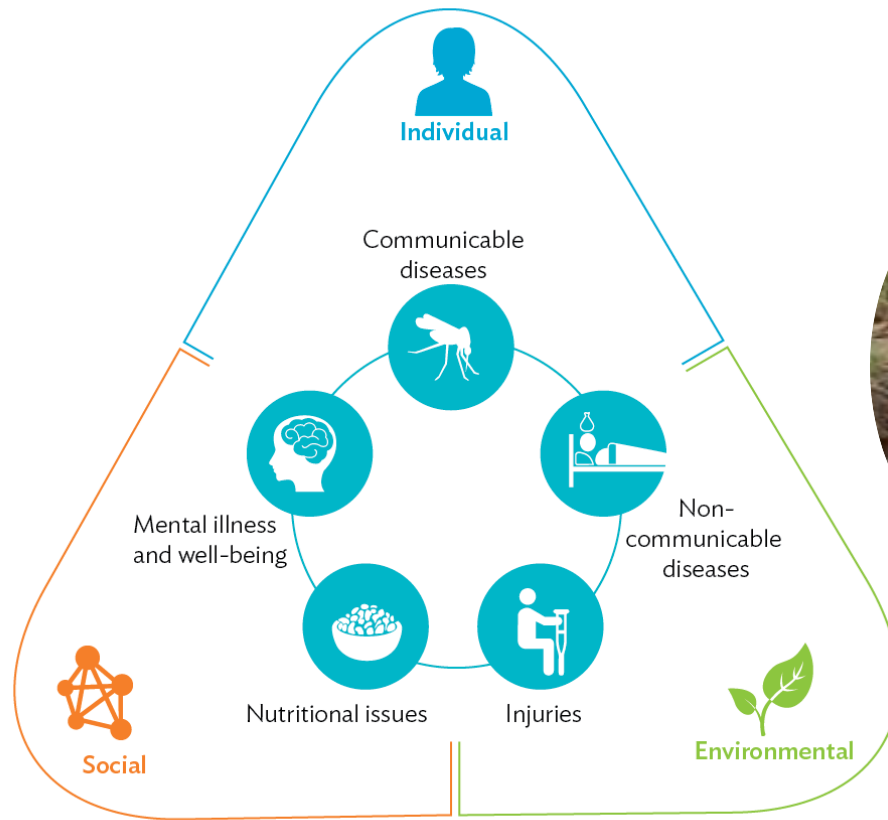 Individual
Communicable
diseases
Mental illness
and well-being
Non-
communicable
diseases
Nutritional issues
Injuries
Social
Environmental